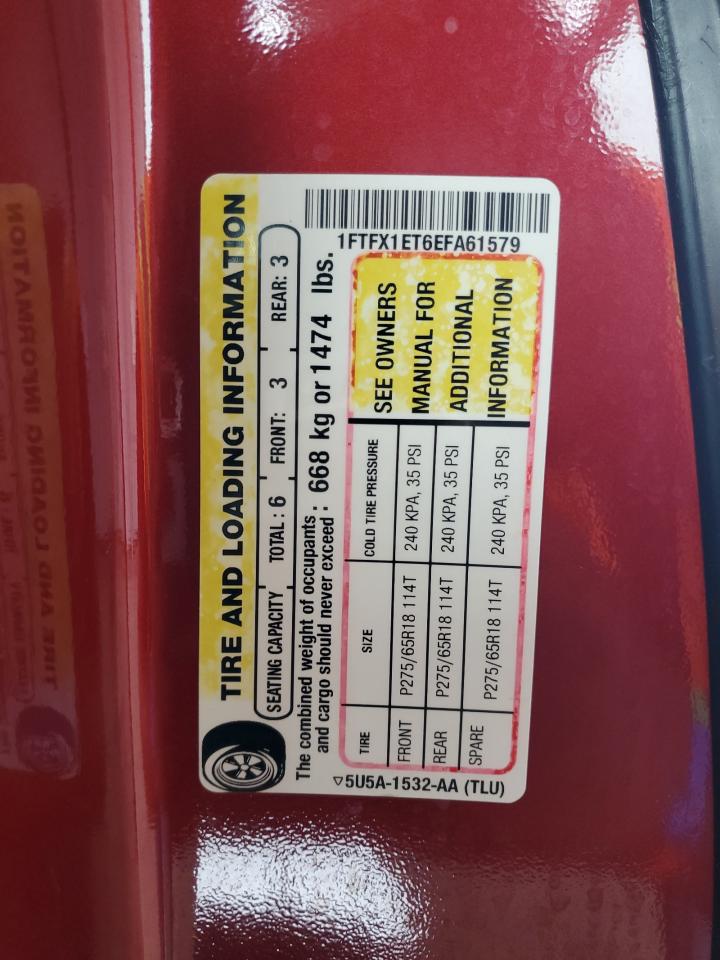 TIRE AND LOADING INFORMATION
SEATING CAPACITY TOTAL: 6 FRONT: 3 REAR: 3
The combined weight of occupants
and cargo should never exceed: 668 kg or 1474 lbs.
1FTFX1ET6EFA61579
TIRE SIZE COLD TIRE PRESSURE
FRONT P275/65R18 114T 240 KPA, 35 PSI
REAR P275/65R18 114T 240 KPA, 35 PSI
SPARE P275/65R18 114T 240 KPA, 35 PSI
SEE OWNERS
MANUAL FOR
ADDITIONAL
INFORMATION
▽5U5A-1532-AA (TLU)